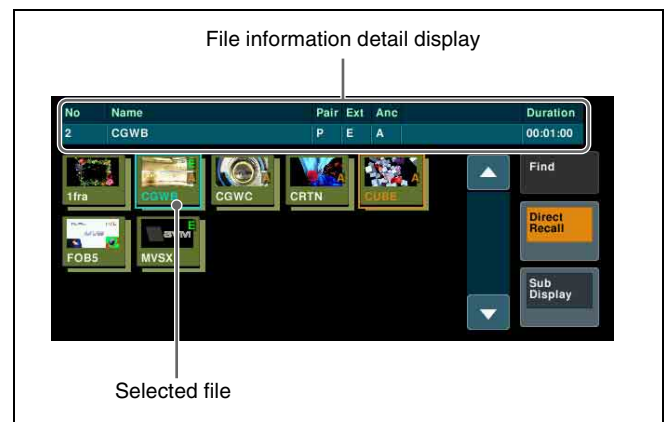 File information detail display
No Name Pair Ext Anc Duration
2 CGWB P E A 00:01:00
E
A A A A
1fra CGWB CGWC CRTN CUBE
Find
Direct
Recall
E
FOB5 MVSX
Sub
Display
Selected file